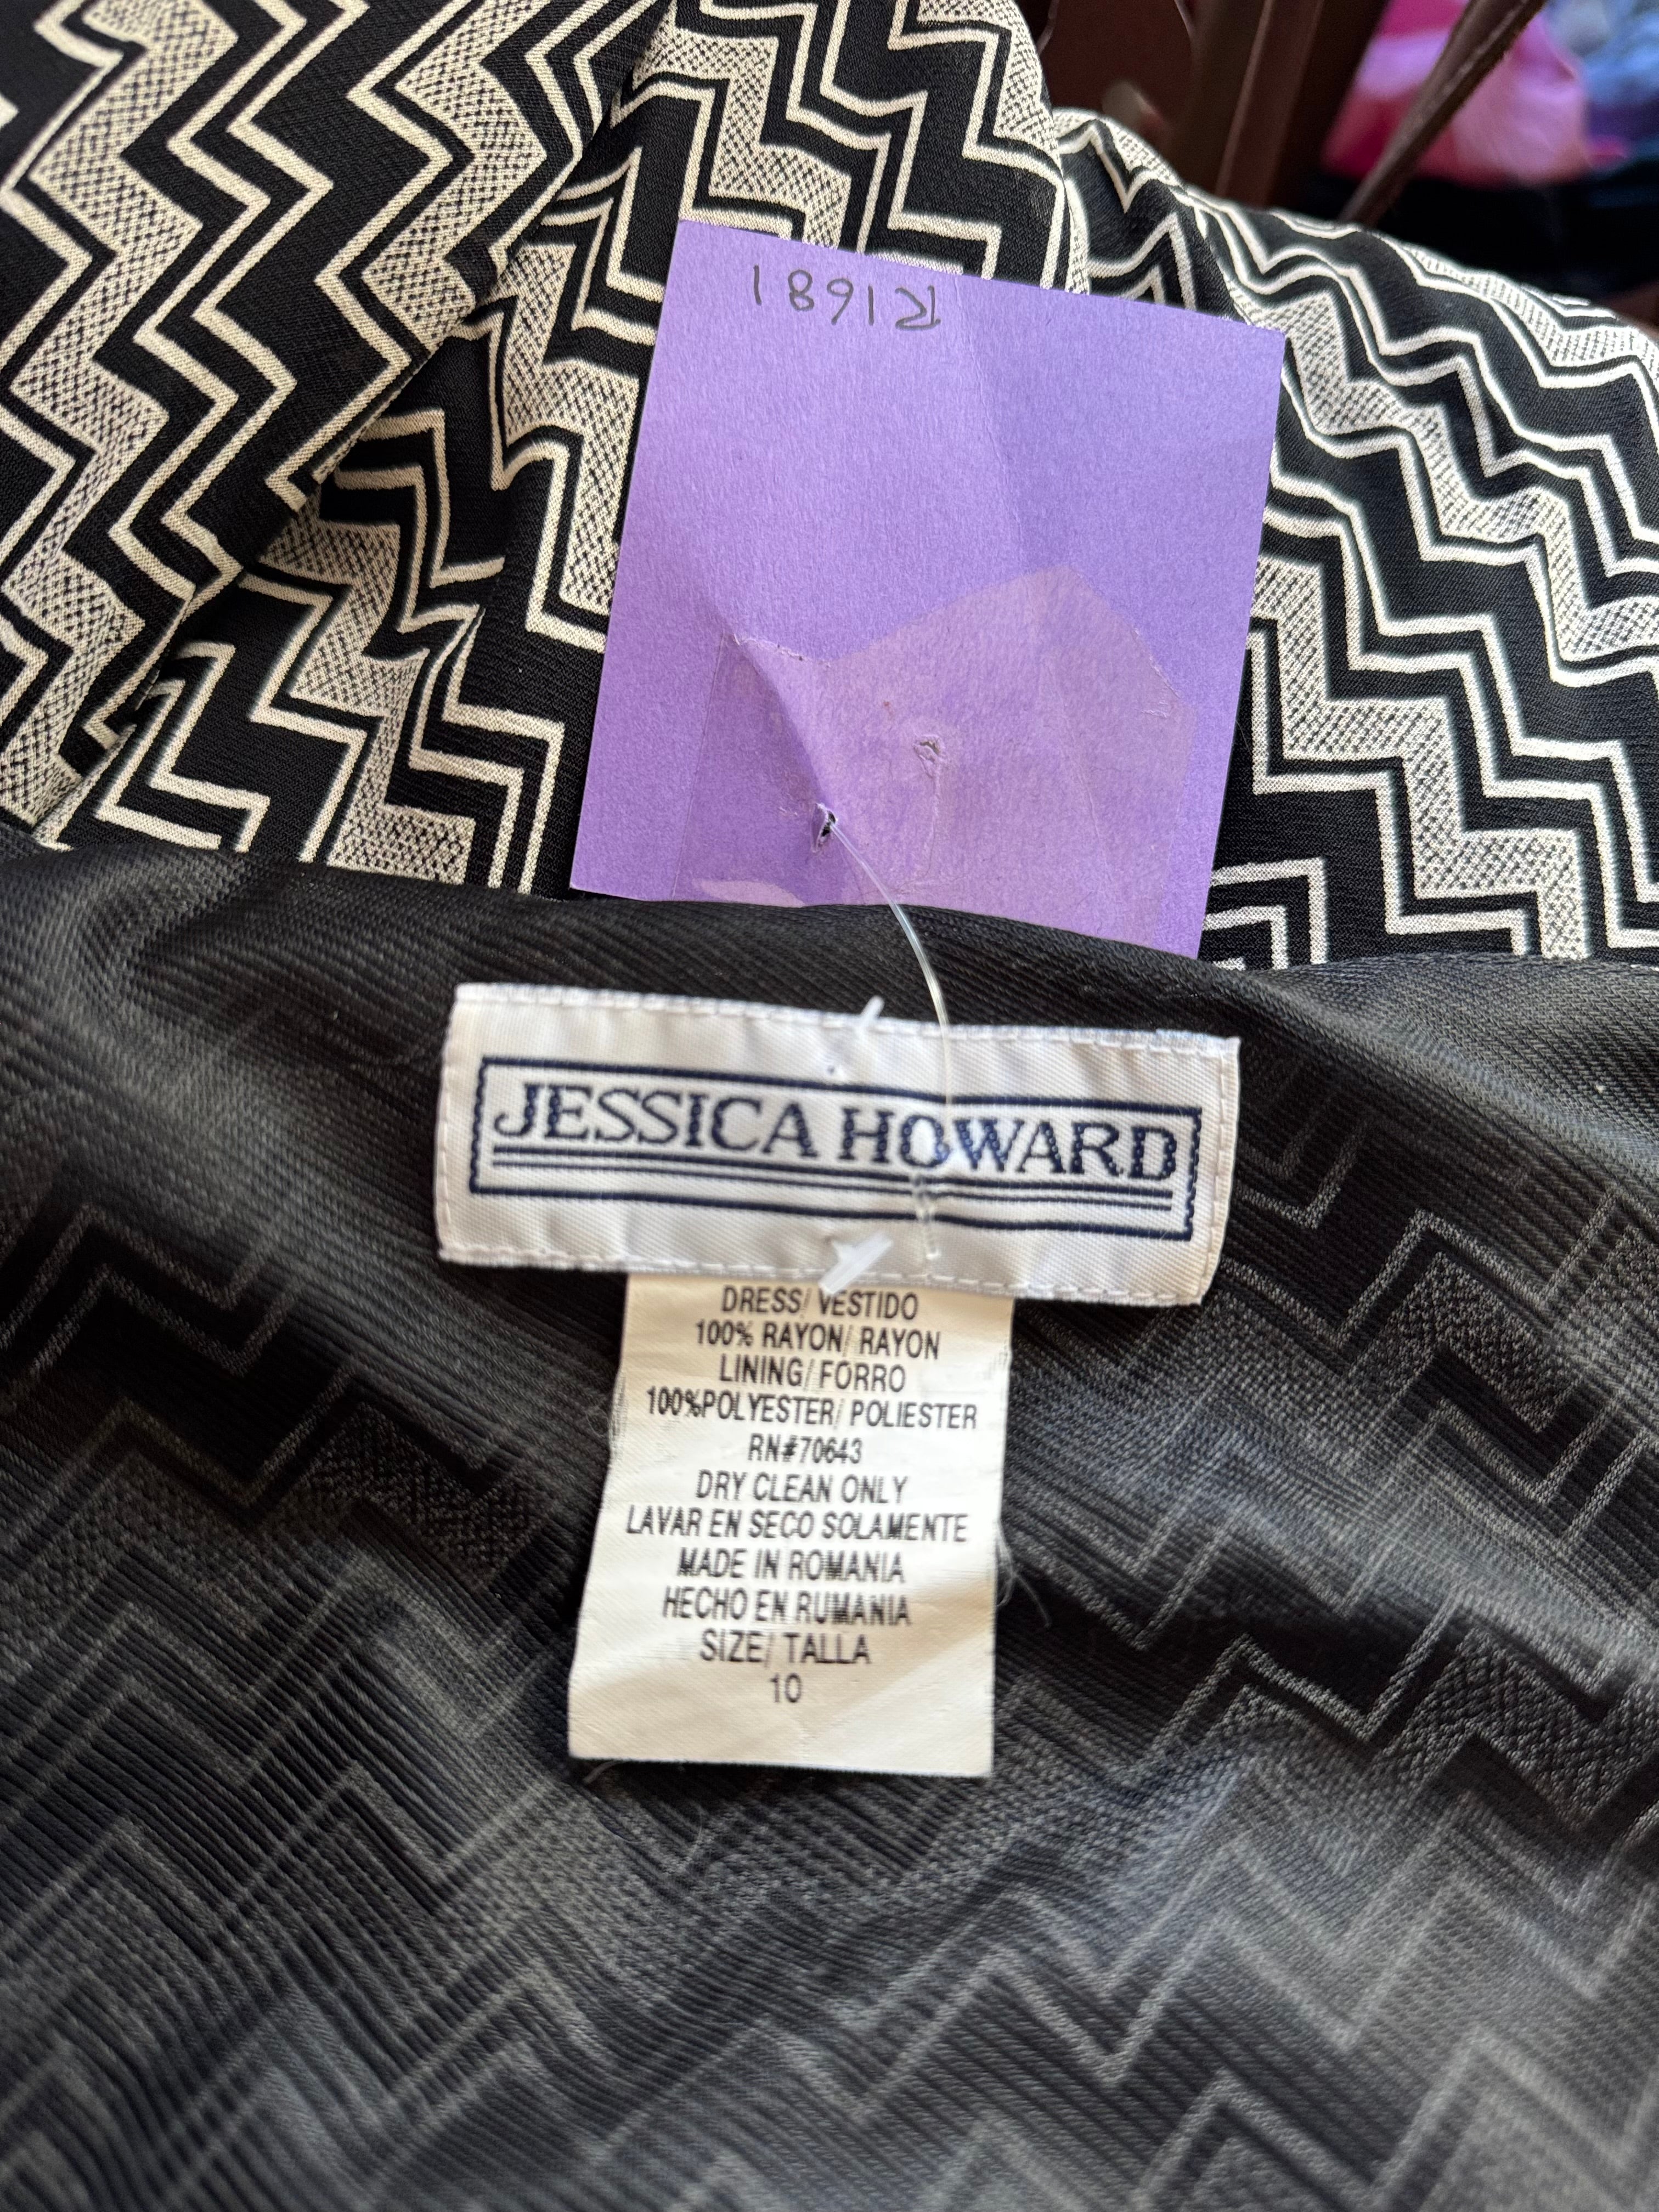 R1681
JESSICA HOWARD
DRESS/ VESTIDO
100% RAYON/ RAYON
LINING/ FORRO
100%POLYESTER/ POLIESTER
RN#70643
DRY CLEAN ONLY
LAVAR EN SECO SOLAMENTE
MADE IN ROMANIA
HECHO EN RUMANIA
SIZE/ TALLA
10